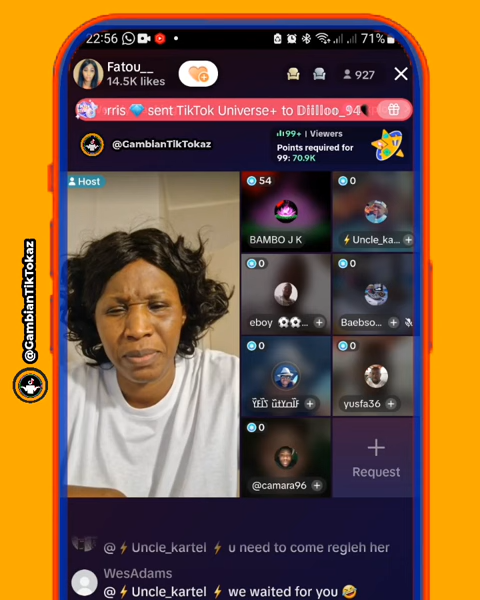 22:56
71%
Fatou__
14.5K likes
927
orris 💎 sent TikTok Universe+ to 𝔻𝕚𝕚𝕝𝕝𝕠𝕠_𝟡𝟜
@GambianTikTokaz
99+ | Viewers
Points required for
99: 70.9K
Host
54
BAMBO J K
0
⚡Uncle_ka...
0
eboy ⚽⚽...
0
Baebso...
0
0
yusfa36
0
@camara96
Request
@GambianTikTokaz
@⚡Uncle_kartel ⚡ u need to come regleh her
WesAdams
@⚡Uncle_kartel ⚡ we waited for you 🤣